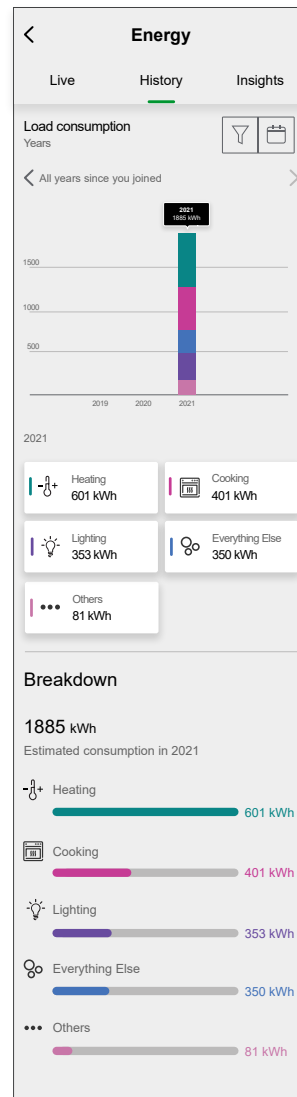 Energy
Live History Insights
Load consumption
Years
All years since you joined
2021
1885 kWh
1500
1000
500
2019 2020 2021
2021
Heating
601 kWh
Cooking
401 kWh
Lighting
353 kWh
Everything Else
350 kWh
Others
81 kWh
Breakdown
1885 kWh
Estimated consumption in 2021
Heating
601 kWh
Cooking
401 kWh
Lighting
353 kWh
Everything Else
350 kWh
Others
81 kWh